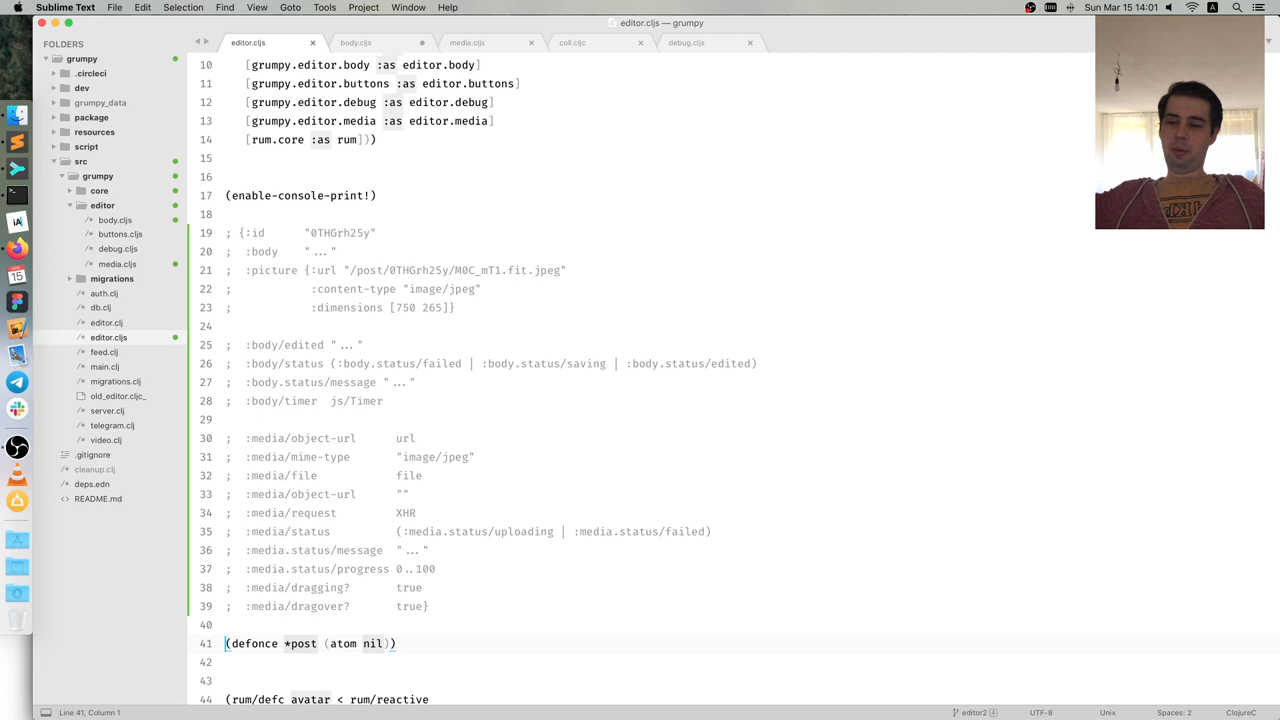 Sublime Text File Edit Selection Find View Goto Tools Project Window Help
Sun Mar 15 14:01
editor.cljs — grumpy
FOLDERS
grumpy
.circleci
dev
grumpy_data
package
resources
script
src
grumpy
core
editor
body.cljs
buttons.cljs
debug.cljs
media.cljs
migrations
auth.clj
db.clj
editor.clj
editor.cljs
feed.clj
main.clj
migrations.clj
old_editor.cljc_
server.clj
telegram.clj
video.clj
.gitignore
cleanup.clj
deps.edn
README.md
editor.cljs body.cljs media.cljs coll.cljc debug.cljs
10 [grumpy.editor.body :as editor.body]
11 [grumpy.editor.buttons :as editor.buttons]
12 [grumpy.editor.debug :as editor.debug]
13 [grumpy.editor.media :as editor.media]
14 [rum.core :as rum]))
15
16
17 (enable-console-print!)
18
19 ; {:id "0THGrh25y"
20 ; :body "..."
21 ; :picture {:url "/post/0THGrh25y/M0C_mT1.fit.jpeg"
22 ; :content-type "image/jpeg"
23 ; :dimensions [750 265]}
24
25 ; :body/edited "..."
26 ; :body/status (:body.status/failed | :body.status/saving | :body.status/edited)
27 ; :body.status/message "..."
28 ; :body/timer js/Timer
29
30 ; :media/object-url url
31 ; :media/mime-type "image/jpeg"
32 ; :media/file file
33 ; :media/object-url ""
34 ; :media/request XHR
35 ; :media/status (:media.status/uploading | :media.status/failed)
36 ; :media.status/message "..."
37 ; :media.status/progress 0..100
38 ; :media/dragging? true
39 ; :media/dragover? true}
40
41 (defonce *post (atom nil))
42
43
44 (rum/defc avatar < rum/reactive
Line 41, Column 1
editor2 4 UTF-8 Unix Spaces: 2 ClojureC